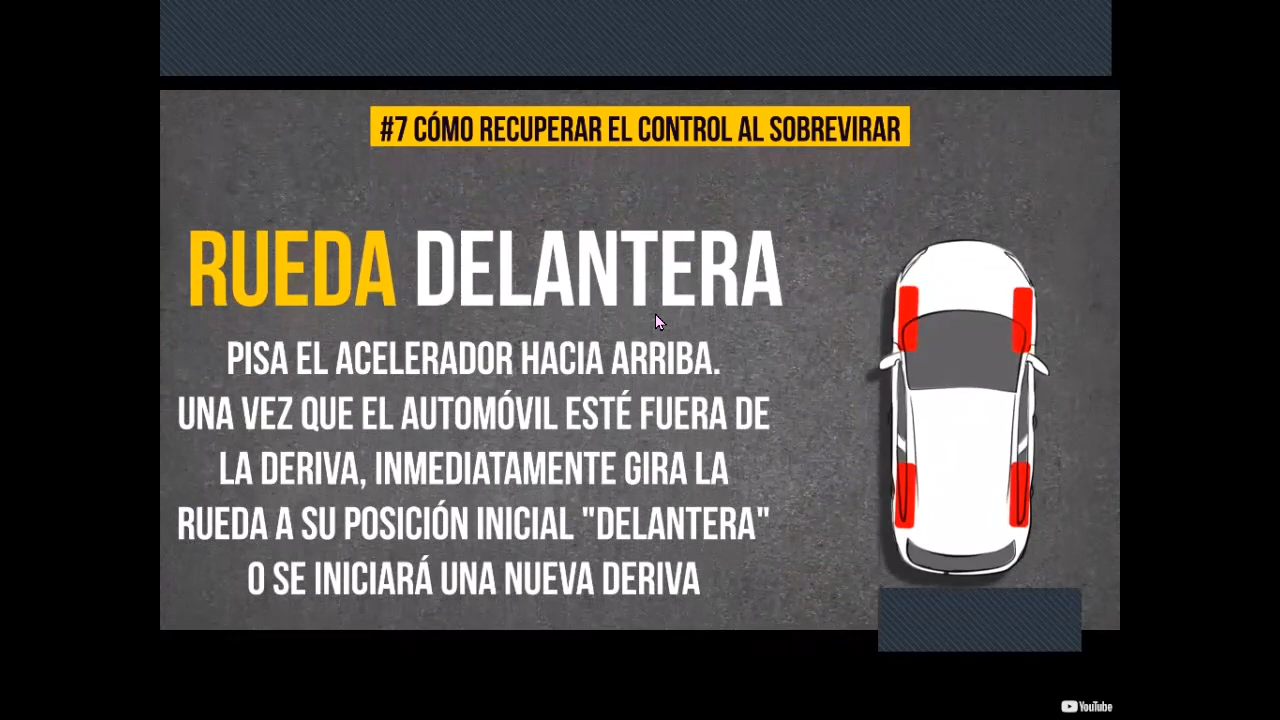 #7 CÓMO RECUPERAR EL CONTROL AL SOBREVIRAR
RUEDA DELANTERA
PISA EL ACELERADOR HACIA ARRIBA.
UNA VEZ QUE EL AUTOMÓVIL ESTÉ FUERA DE
LA DERIVA, INMEDIATAMENTE GIRA LA
RUEDA A SU POSICIÓN INICIAL "DELANTERA"
O SE INICIARÁ UNA NUEVA DERIVA
YouTube